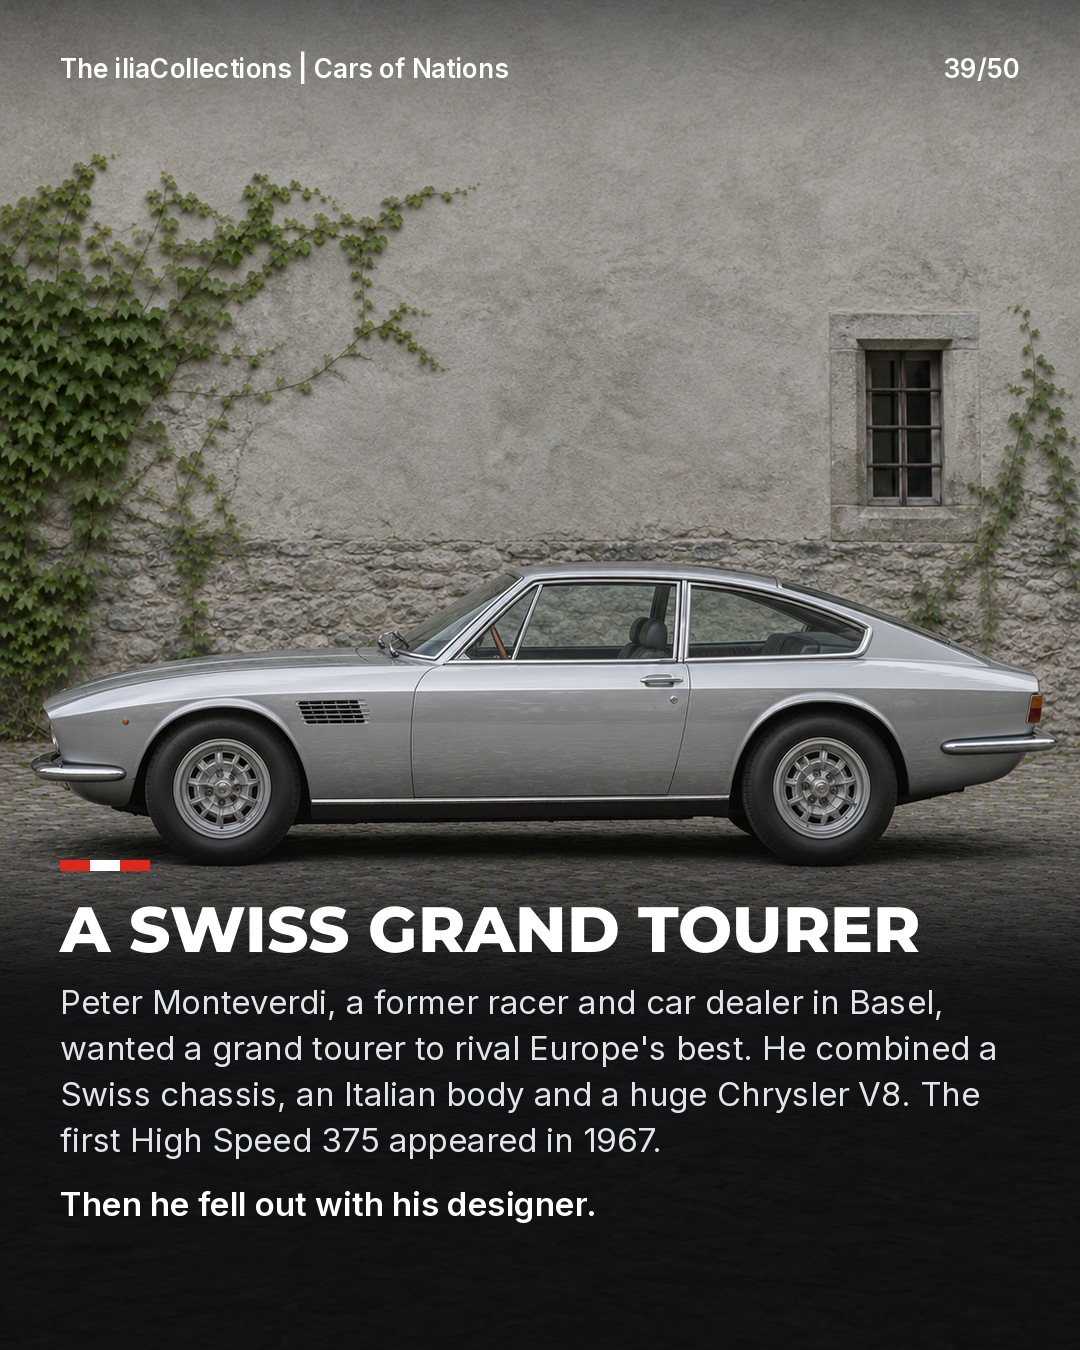 The iliaCollections | Cars of Nations
39/50
A SWISS GRAND TOURER
Peter Monteverdi, a former racer and car dealer in Basel,
wanted a grand tourer to rival Europe's best. He combined a
Swiss chassis, an Italian body and a huge Chrysler V8. The
first High Speed 375 appeared in 1967.
Then he fell out with his designer.